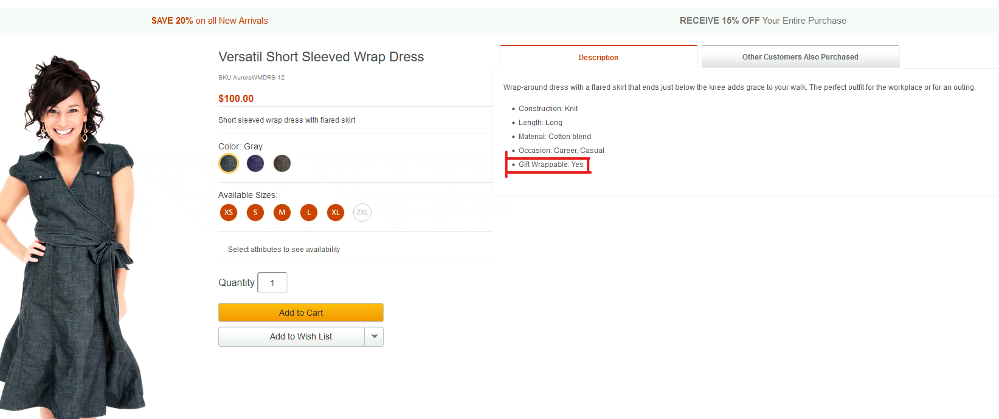 SAVE 20% on all New Arrivals
RECEIVE 15% OFF Your Entire Purchase
Versatil Short Sleeved Wrap Dress
SKU:AuroraWMDRS-12
$100.00
Short sleeved wrap dress with flared skirt
Color: Gray
Available Sizes:
XS S M L XL 2XL
Select attributes to see availability
Quantity 1
Add to Cart
Add to Wish List
Description
Other Customers Also Purchased
Wrap-around dress with a flared skirt that ends just below the knee adds grace to your walk. The perfect outfit for the workplace or for an outing.
• Construction: Knit
• Length: Long
• Material: Cotton blend
• Occasion: Career, Casual
• Gift Wrappable: Yes